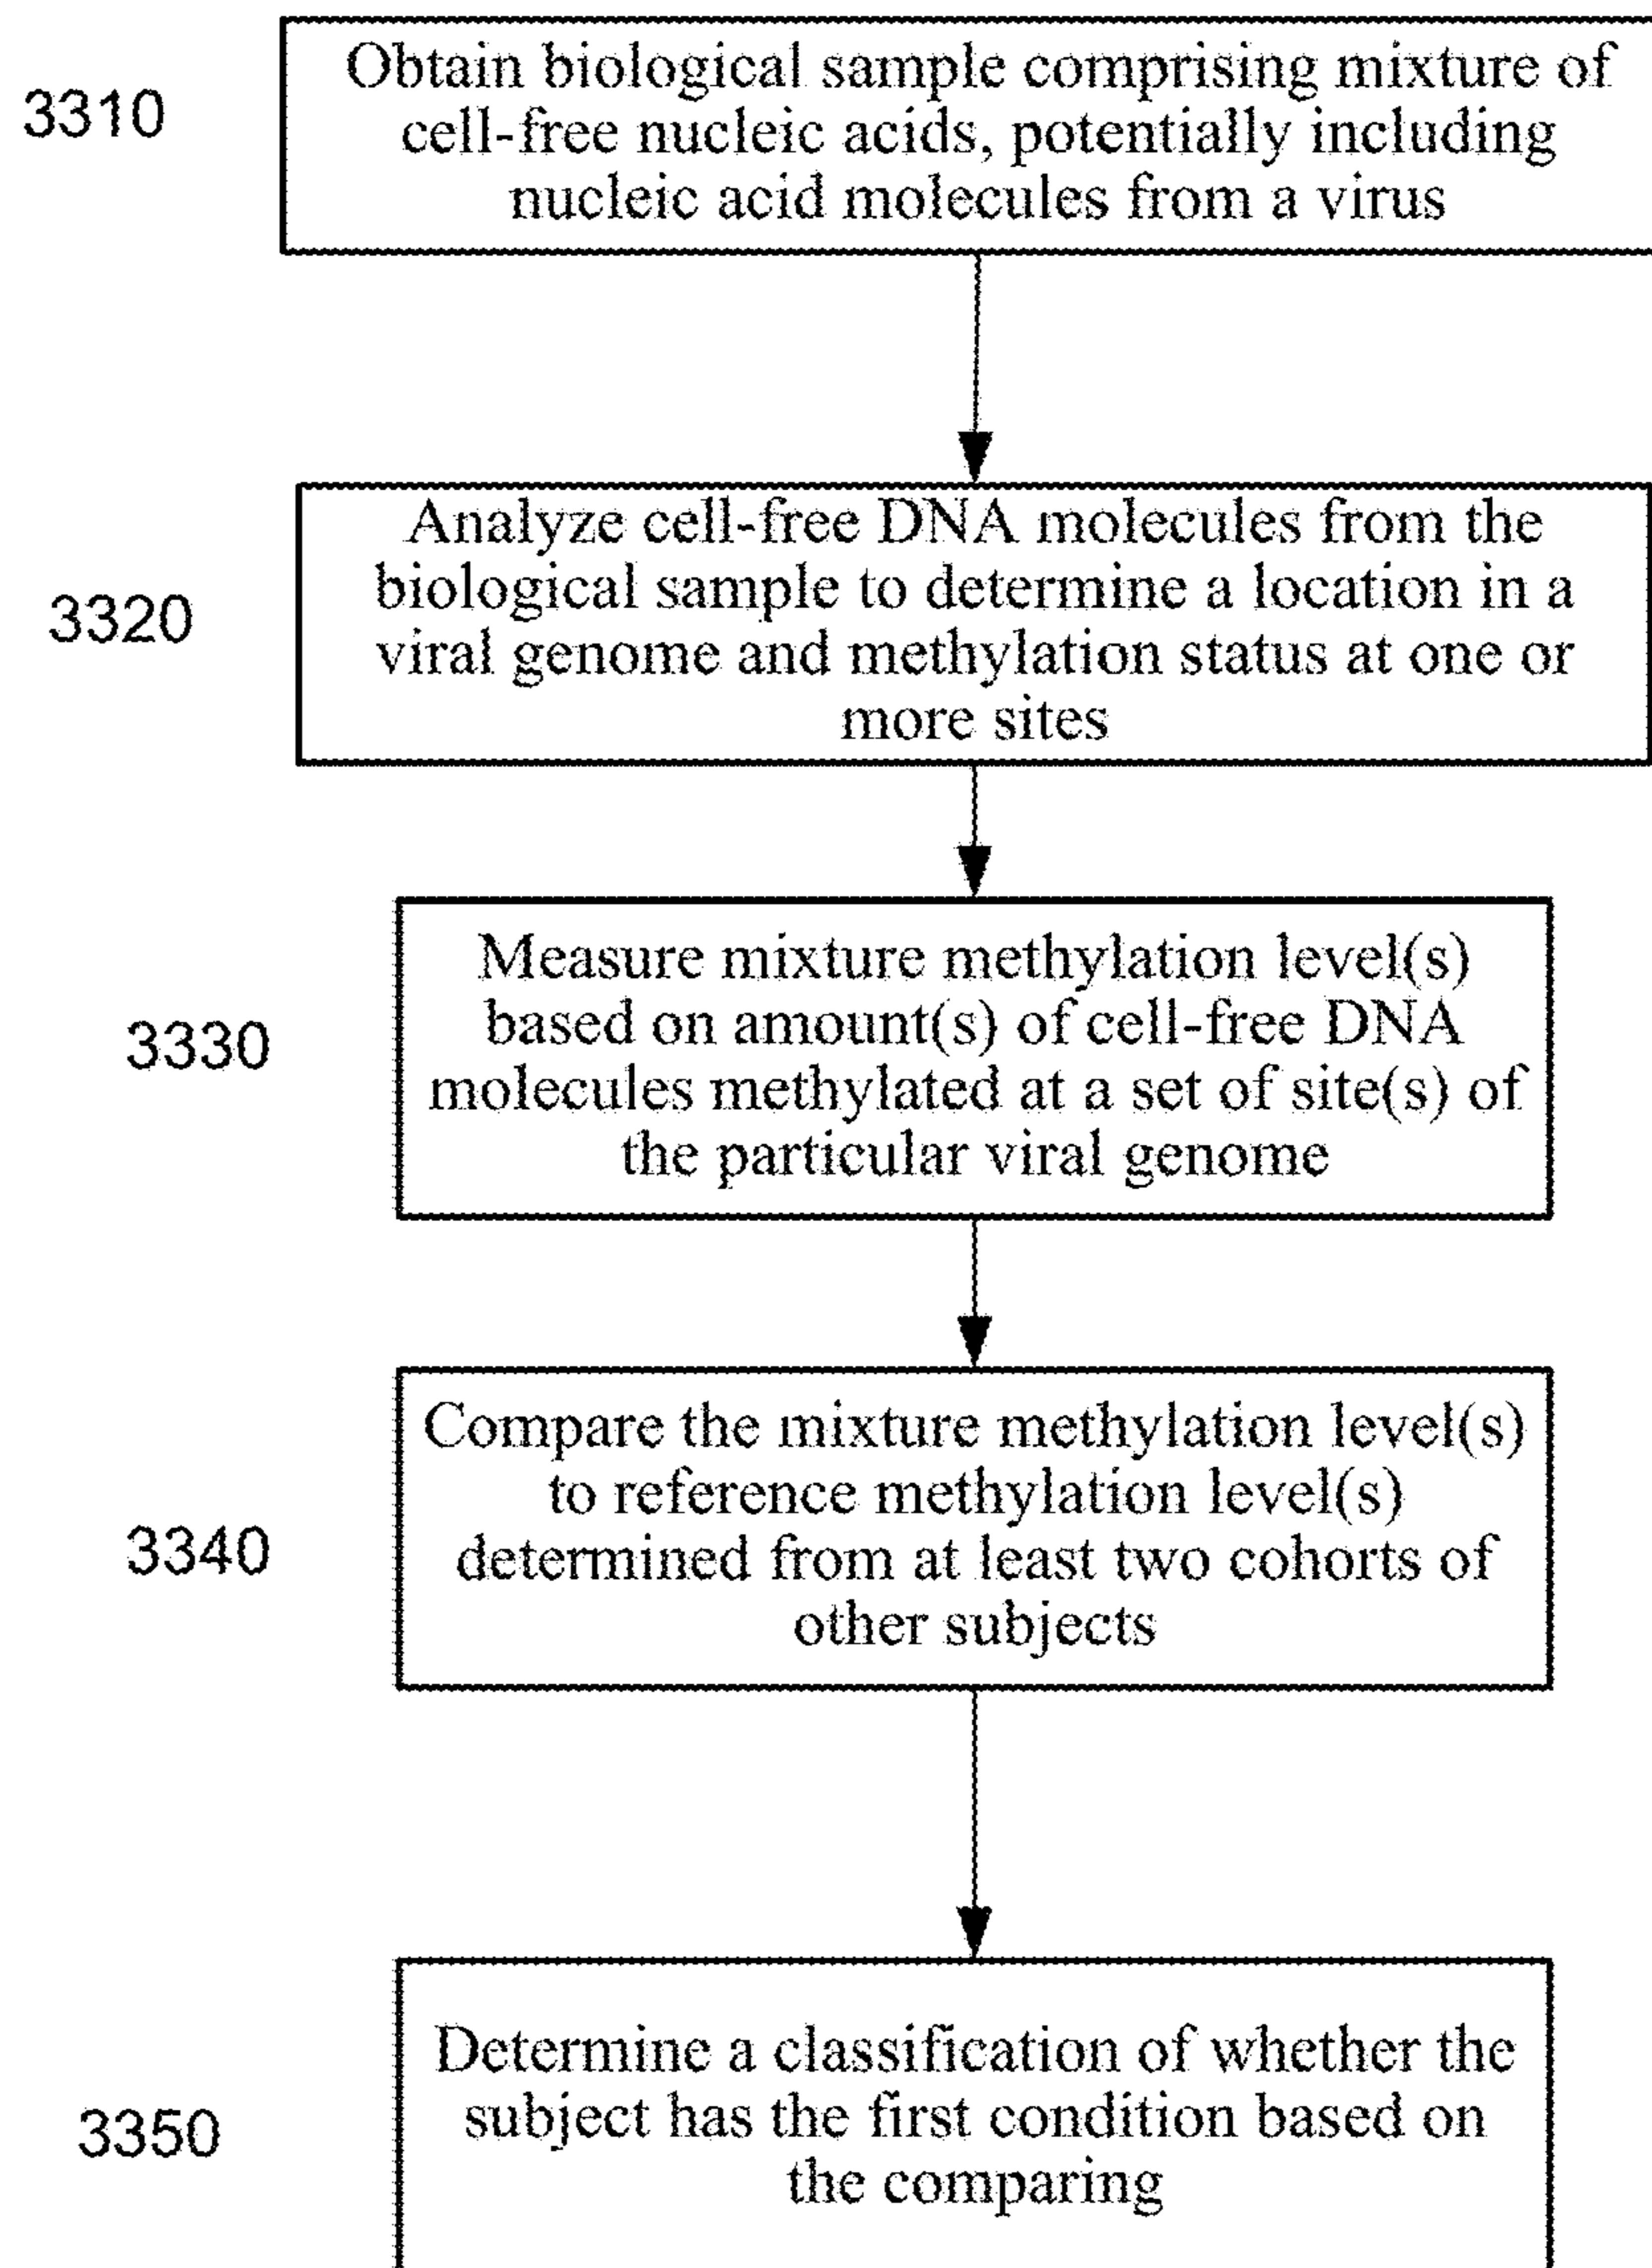 3310
Obtain biological sample comprising mixture of
cell-free nucleic acids, potentially including
nucleic acid molecules from a virus
3320
Analyze cell-free DNA molecules from the
biological sample to determine a location in a
viral genome and methylation status at one or
more sites
3330
Measure mixture methylation level(s)
based on amount(s) of cell-free DNA
molecules methylated at a set of site(s) of
the particular viral genome
3340
Compare the mixture methylation level(s)
to reference methylation level(s)
determined from at least two cohorts of
other subjects
3350
Determine a classification of whether the
subject has the first condition based on
the comparing